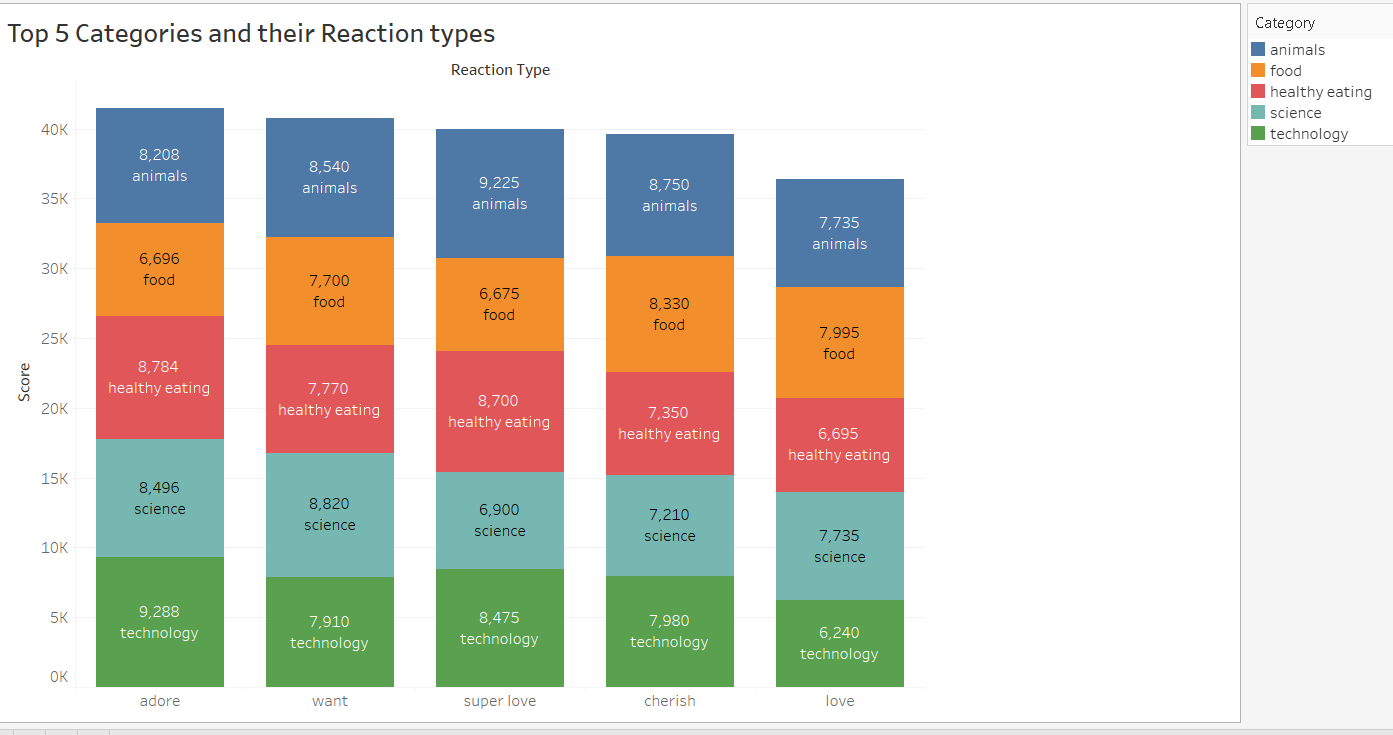 Top 5 Categories and their Reaction types
Reaction Type
Score
40K
35K
30K
25K
20K
15K
10K
5K
0K
8,208
animals
6,696
food
8,784
healthy eating
8,496
science
9,288
technology
adore
8,540
animals
7,700
food
7,770
healthy eating
8,820
science
7,910
technology
want
9,225
animals
6,675
food
8,700
healthy eating
6,900
science
8,475
technology
super love
8,750
animals
8,330
food
7,350
healthy eating
7,210
science
7,980
technology
cherish
7,735
animals
7,995
food
6,695
healthy eating
7,735
science
6,240
technology
love
Category
animals
food
healthy eating
science
technology